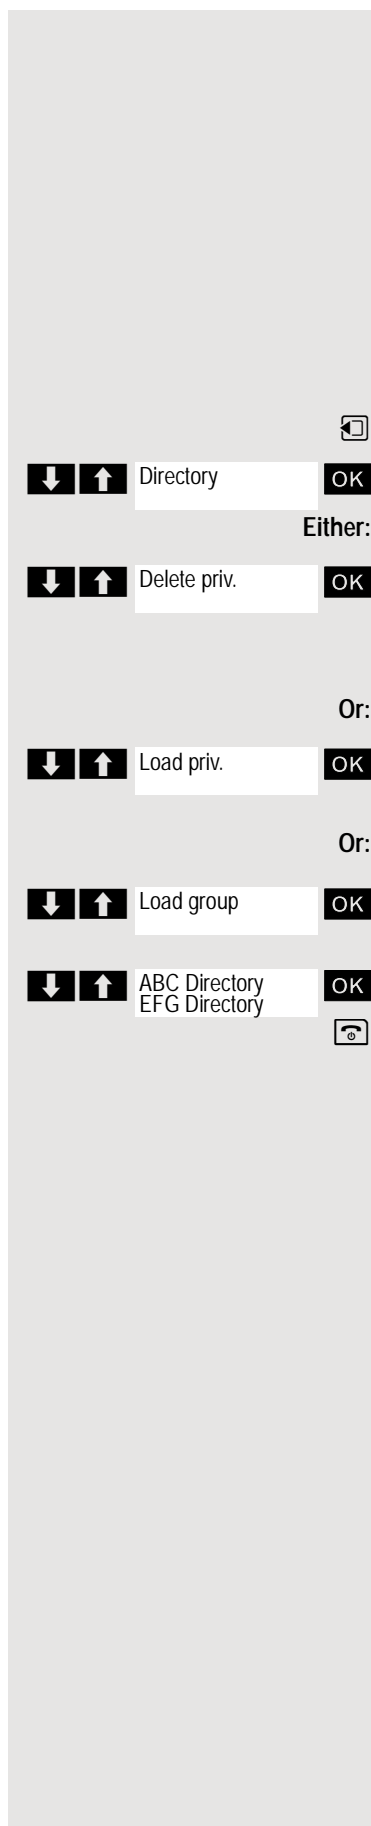 Directory OK
Either:
Delete priv. OK
Or:
Load priv. OK
Or:
Load group OK
ABC Directory OK
EFG Directory